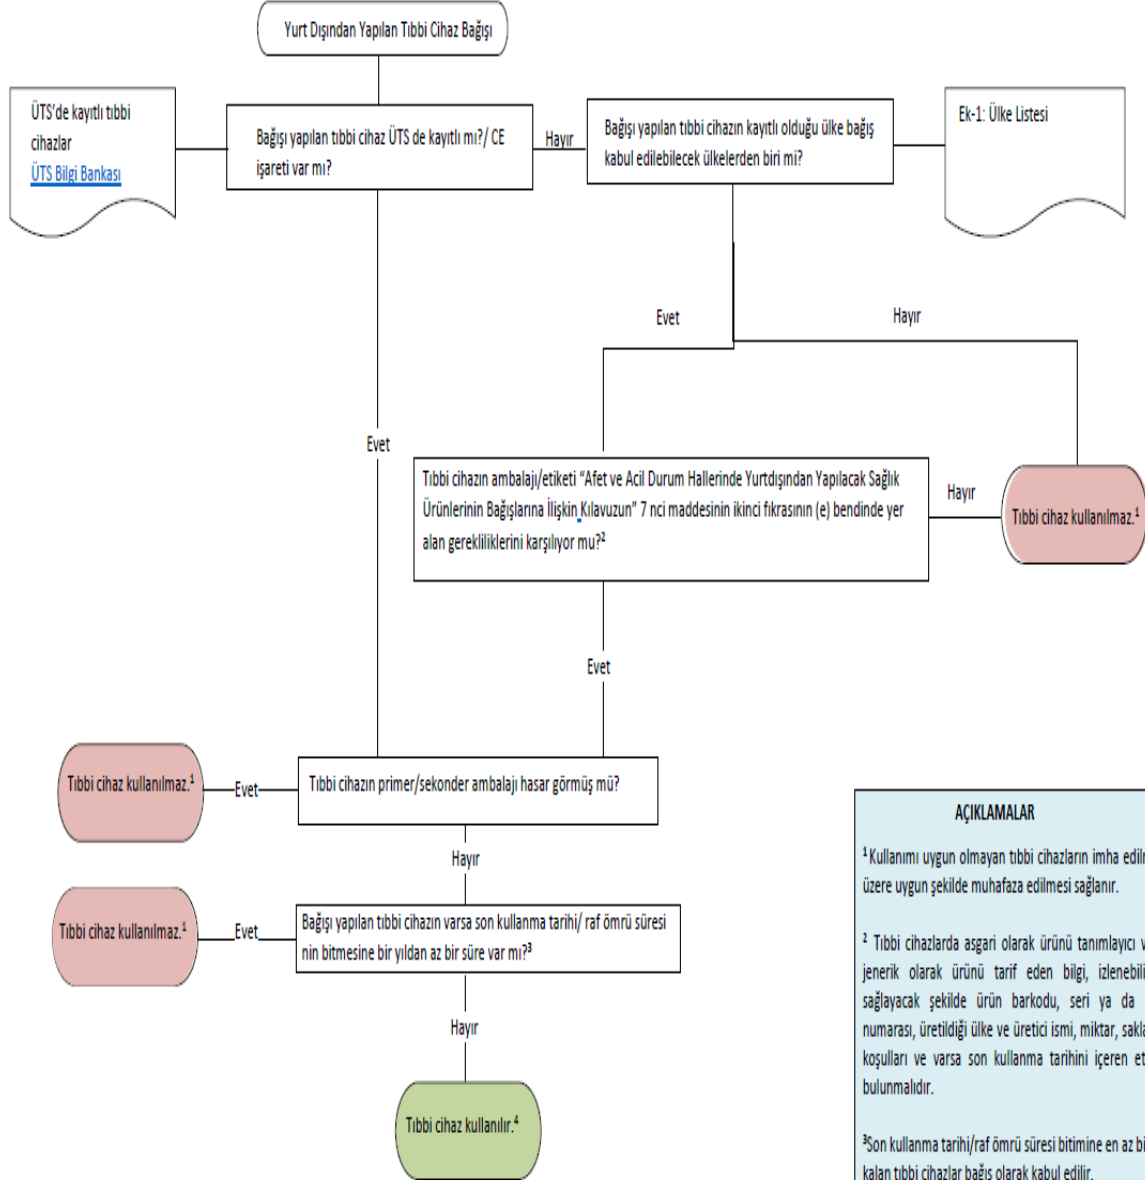 Yurt Dışından Yapılan Tıbbi Cihaz Bağışı
ÜTS'de kayıtlı tıbbi
cihazlar
ÜTS Bilgi Bankası
Bağışı yapılan tıbbi cihaz ÜTS de kayıtlı mı?/ CE
işareti var mı?
Hayır
Bağışı yapılan tıbbi cihazın kayıtlı olduğu ülke bağış
kabul edilebilecek ülkelerden biri mi?
Ek-1: Ülke Listesi
Evet
Hayır
Evet
Tıbbi cihazın ambalajı/etiketi “Afet ve Acil Durum Hallerinde Yurtdışından Yapılacak Sağlık
Ürünlerinin Bağışlarına İlişkin Kılavuzun” 7 nci maddesinin ikinci fıkrasının (e) bendinde yer
alan gerekliliklerini karşılıyor mu?²
Hayır
Tıbbi cihaz kullanılmaz.¹
Evet
Tıbbi cihaz kullanılmaz.¹
Evet
Tıbbi cihazın primer/sekonder ambalajı hasar görmüş mü?
Hayır
Tıbbi cihaz kullanılmaz.¹
Evet
Bağışı yapılan tıbbi cihazın varsa son kullanma tarihi/ raf ömrü süresi
nin bitmesine bir yıldan az bir süre var mı?³
Hayır
Tıbbi cihaz kullanılır.⁴
AÇIKLAMALAR
¹ Kullanımı uygun olmayan tıbbi cihazların imha
üzere uygun şekilde muhafaza edilmesi sağlanır.
² Tıbbi cihazlarda asgari olarak ürünü tanımlayıcı
jenerik olarak ürünü tarif eden bilgi,
sağlayacak şekilde ürün barkodu, seri ya da
numarası, üretildiği ülke ve üretici ismi, miktar,
koşulları ve varsa son kullanma tarihini içeren
bulunmalıdır.
³Son kullanma tarihi/raf ömrü süresi bitimine en az
kalan tıbbi cihazlar bağış olarak kabul edilir.